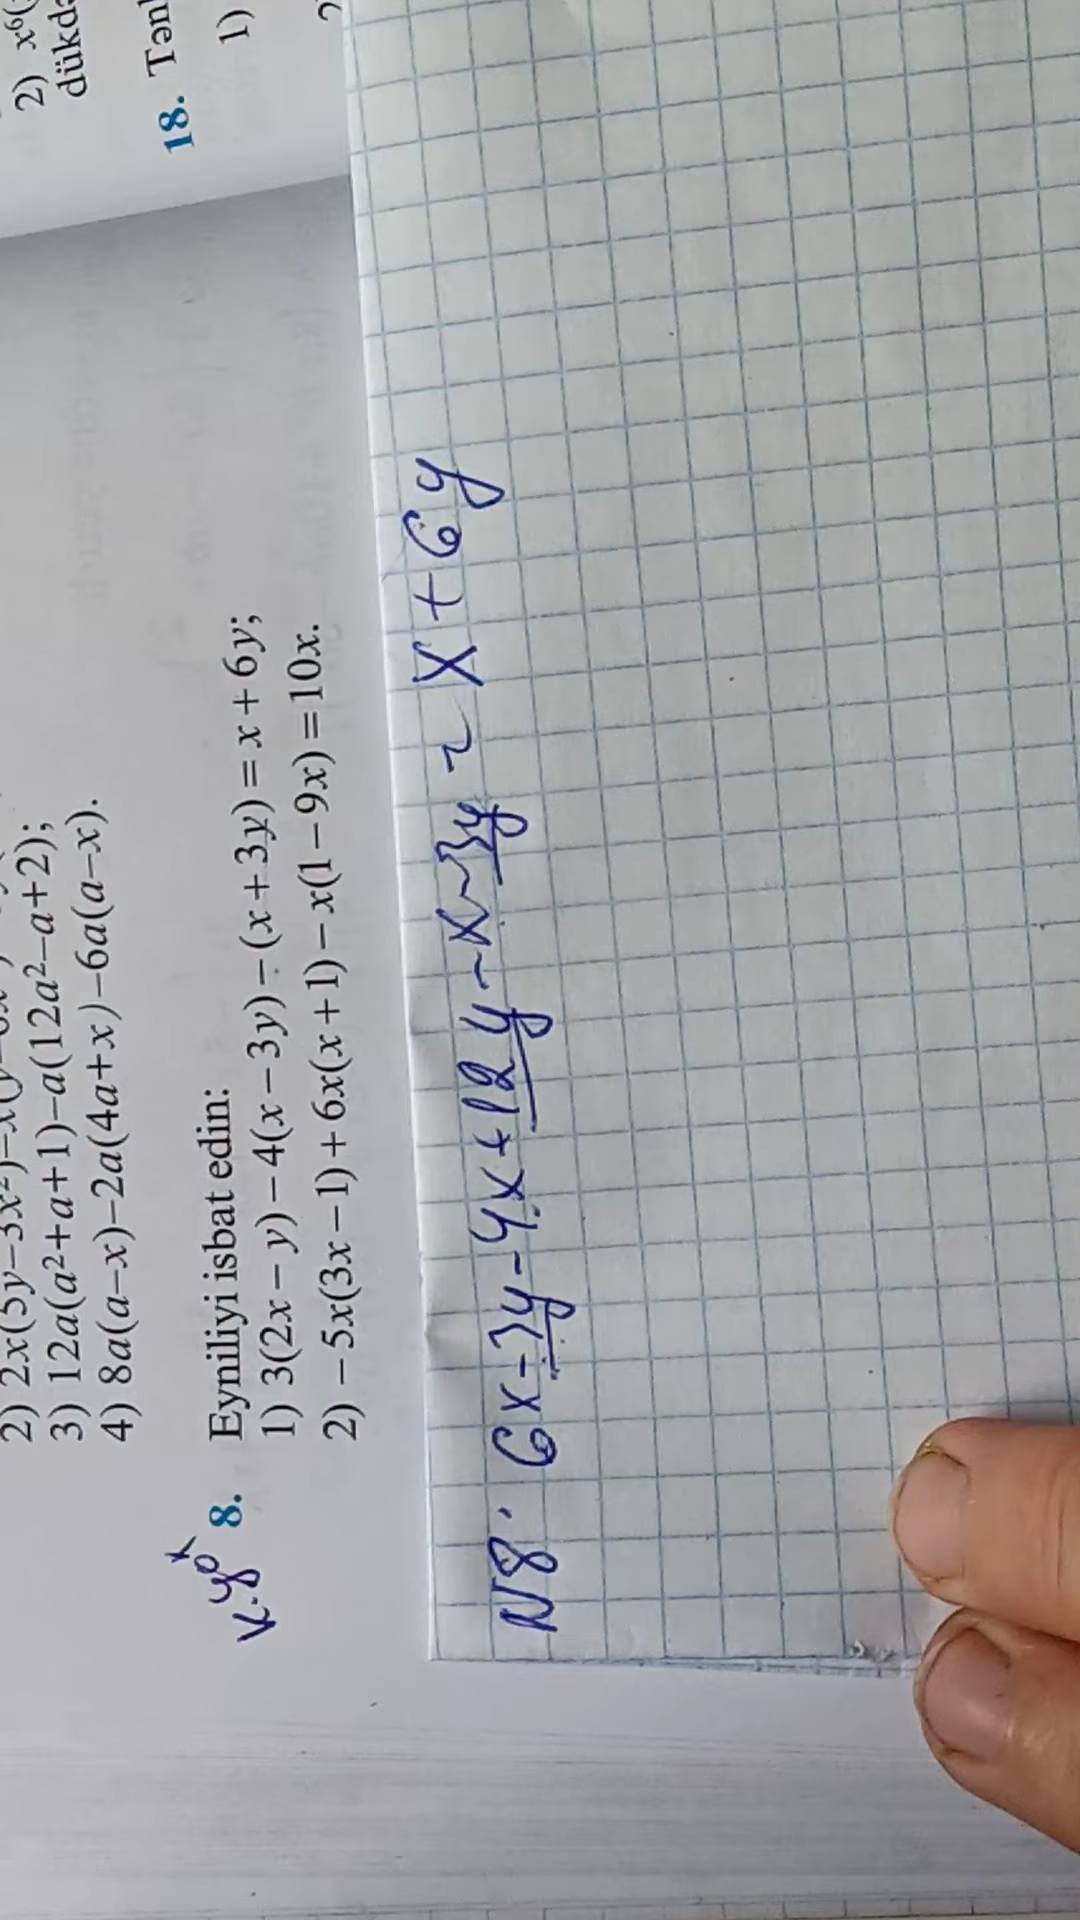 2) 2x(5y−3x²)−x(y
3) 12a(a²+a+1)−a(12a²−a+2);
4) 8a(a−x)−2a(4a+x)−6a(a−x).
8. Eyniliyi isbat edin:
1) 3(2x−y)−4(x−3y)−(x+3y)=x+6y;
2) −5x(3x−1)+6x(x+1)−x(1−9x)=10x.
2) x⁶(
dükdə
18. Tənl
1)
N8. 6x−3y−4x+12y−x−3y = x+6y